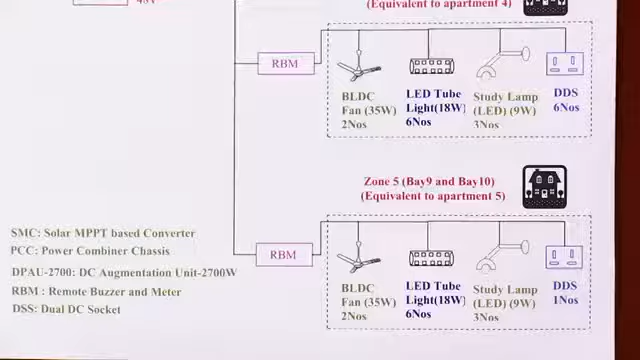 48A
(Equivalent to apartment 4)
RBM
BLDC
Fan (35W)
2Nos
LED Tube
Light(18W)
6Nos
Study Lamp
(LED) (9W)
3Nos
DDS
6Nos
Zone 5 (Bay9 and Bay10)
(Equivalent to apartment 5)
RBM
BLDC
Fan (35W)
2Nos
LED Tube
Light(18W)
6Nos
Study Lamp
(LED) (9W)
3Nos
DDS
1Nos
SMC: Solar MPPT based Converter
PCC: Power Combiner Chassis
DPAU-2700: DC Augmentation Unit-2700W
RBM : Remote Buzzer and Meter
DSS: Dual DC Socket